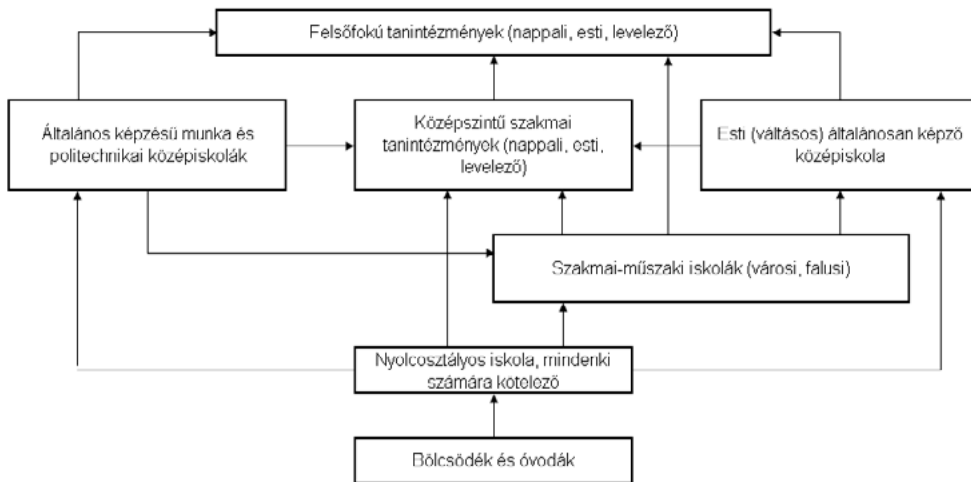 Felsőfokú tanintézmények (nappali, esti, levelező)
Általános képzésű munka és
politechnikai középiskolák
Középszintű szakmai
tanintézmények (nappali, esti,
levelező)
Esti (váltásos) általánosan képző
középiskola
Szakmai-műszaki iskolák (városi, falusi)
Nyolcosztályos iskola, mindenki
számára kötelező
Bölcsödék és óvodák